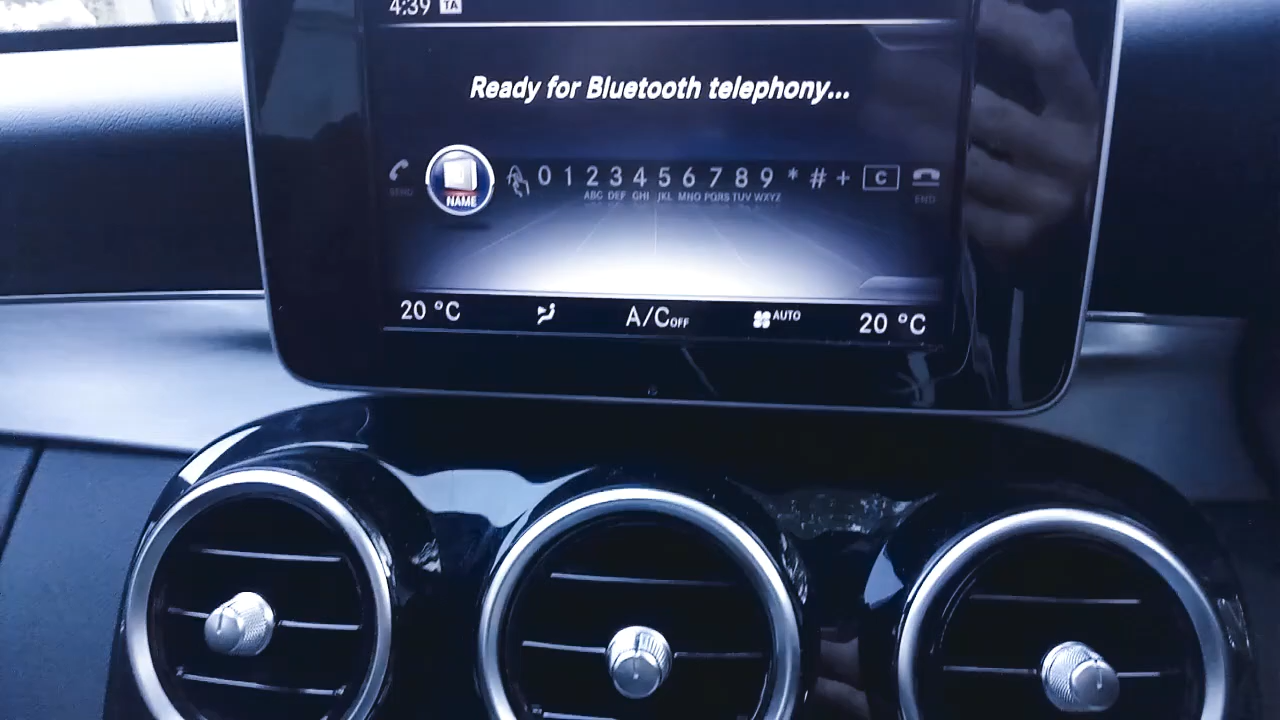 4:39 TA
Ready for Bluetooth telephony...
SEND NAME 0 1 2 3 4 5 6 7 8 9 * # + C END
ABC DEF GHI JKL MNO PQRS TUV WXYZ
20 °C A/C OFF AUTO 20 °C